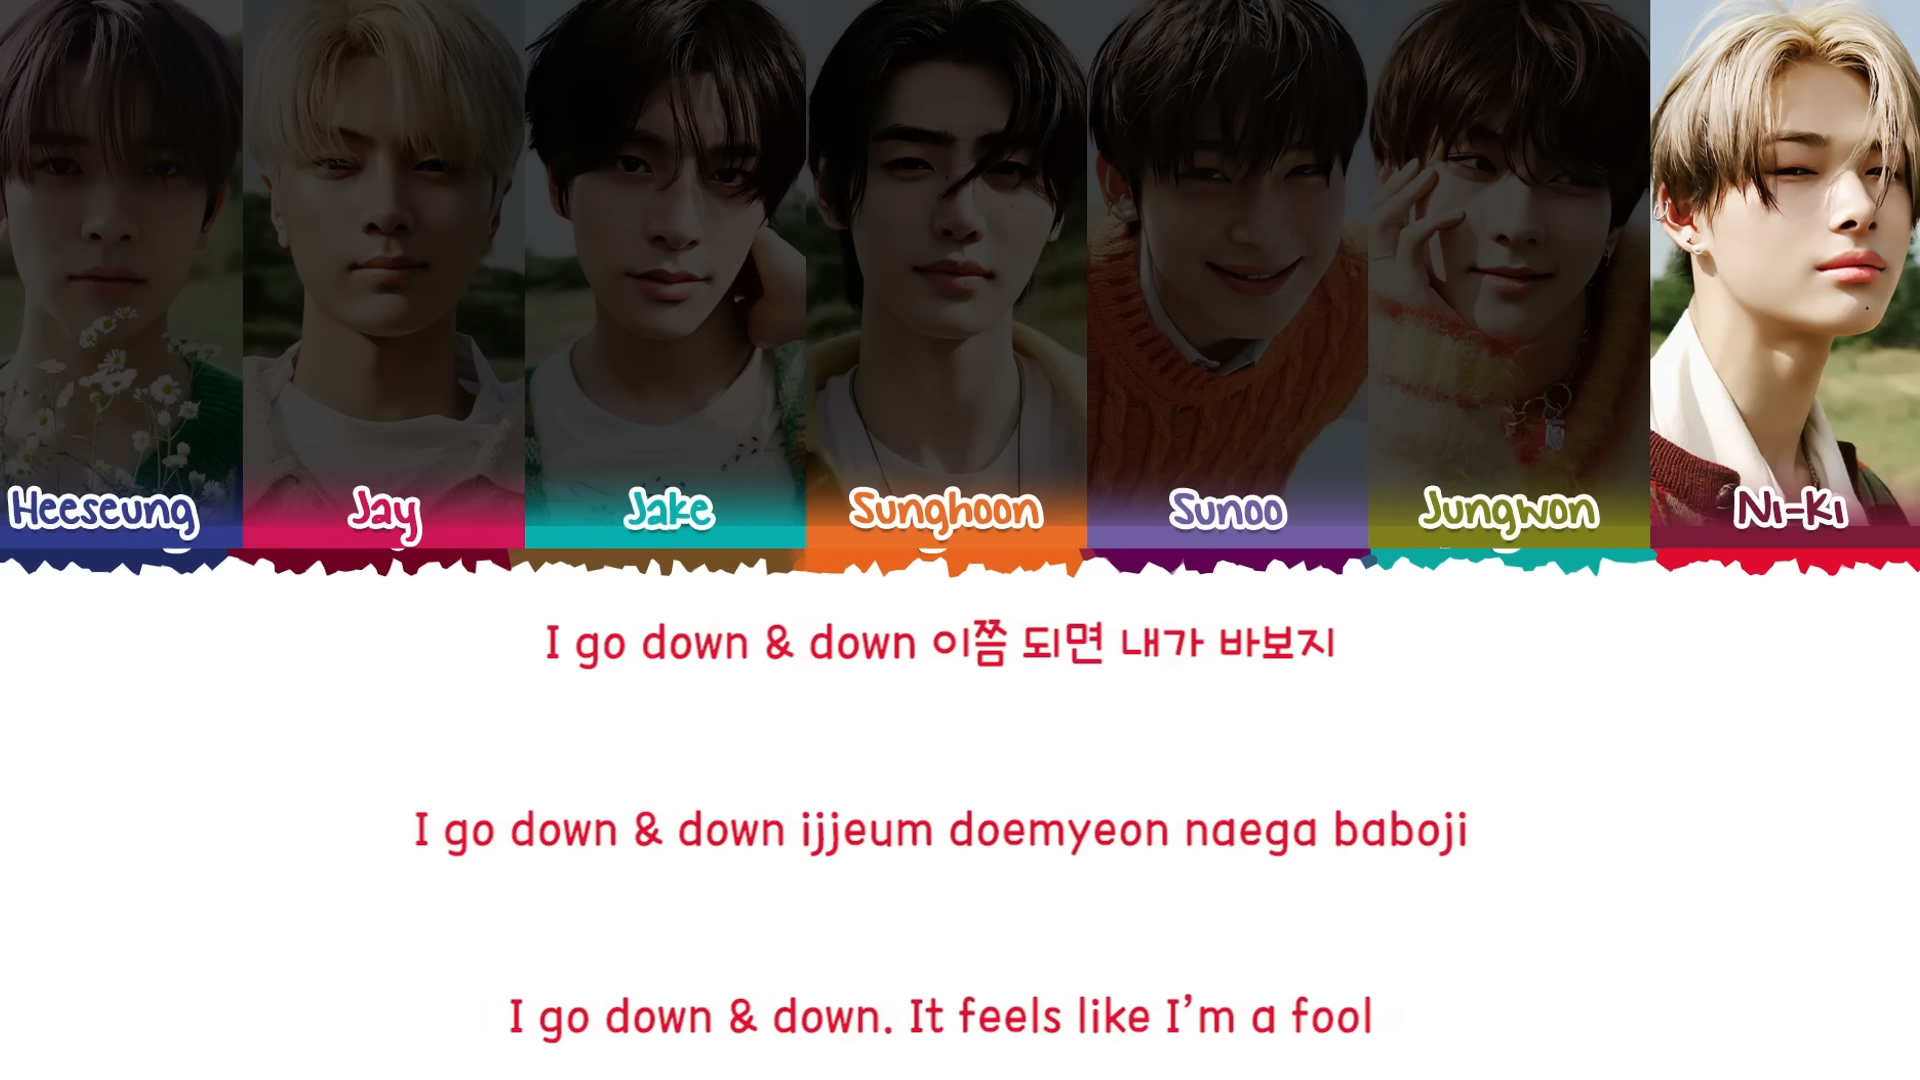 Heeseung Jay Jake Sunghoon Sunoo Jungwon Ni-Ki
I go down & down 이쯤 되면 내가 바보지
I go down & down ijjeum doemyeon naega baboji
I go down & down. It feels like I'm a fool